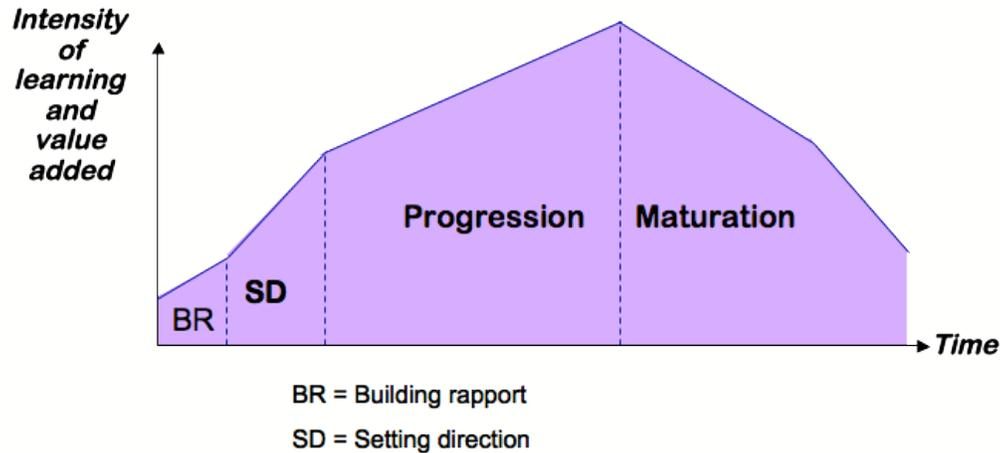 Intensity
of
learning
and
value
added
Progression
Maturation
SD
BR
Time
BR = Building rapport
SD = Setting direction